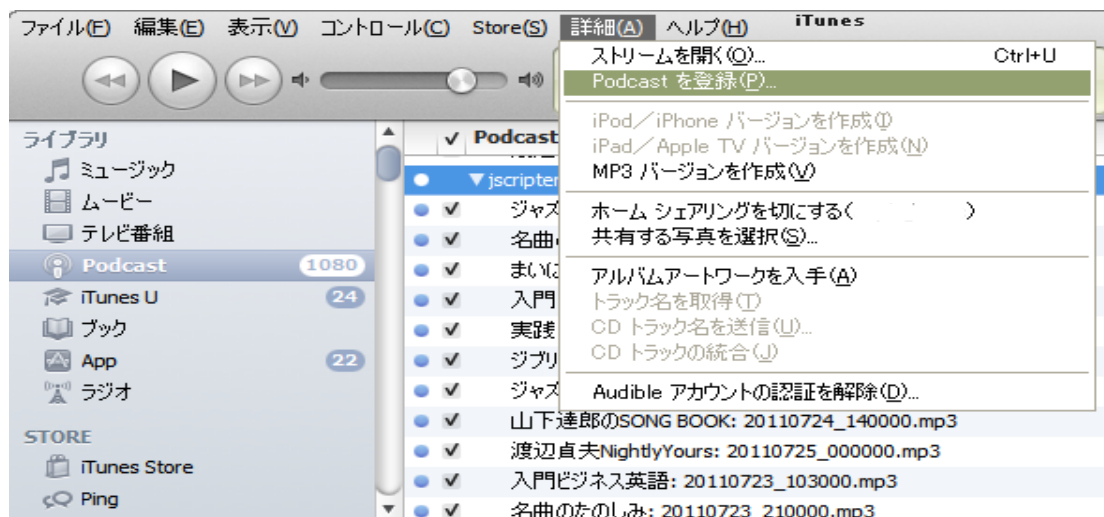 ファイル(F) 編集(E) 表示(V) コントロール(C) Store(S) 詳細(A) ヘルプ(H) iTunes
ストリームを開く(O)... Ctrl+U
Podcast を登録(P)...
iPod/iPhone バージョンを作成(I)
iPad/Apple TV バージョンを作成(N)
MP3 バージョンを作成(V)
ホーム シェアリングを切にする( )
共有する写真を選択(S)...
アルバムアートワークを入手(A)
トラック名を取得(T)
CD トラック名を送信(U)...
CD トラックの統合(J)
Audible アカウントの認証を解除(D)...
ライブラリ
ミュージック
ムービー
テレビ番組
Podcast 1080
iTunes U 24
ブック
App 22
ラジオ
STORE
iTunes Store
Ping
Podcast
jscripter
ジャズ
名曲
まいに
入門
実践
ジブリ
ジャズ
山下達郎のSONG BOOK: 20110724_140000.mp3
渡辺貞夫NightlyYours: 20110725_000000.mp3
入門ビジネス英語: 20110723_103000.mp3
名曲のたのしみ: 20110723_210000.mp3